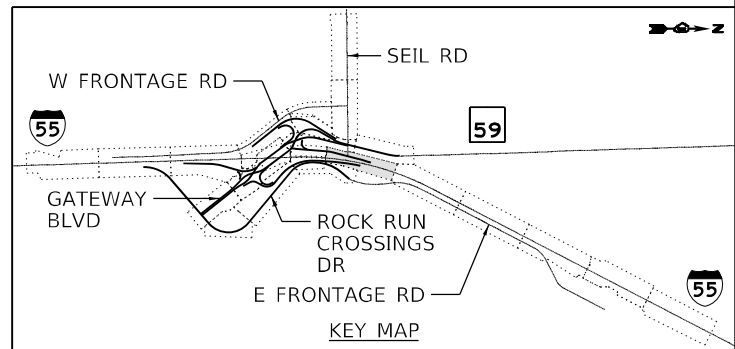 N
SEIL RD
W FRONTAGE RD
55
59
GATEWAY
BLVD
ROCK RUN
CROSSINGS
DR
E FRONTAGE RD
55
KEY MAP